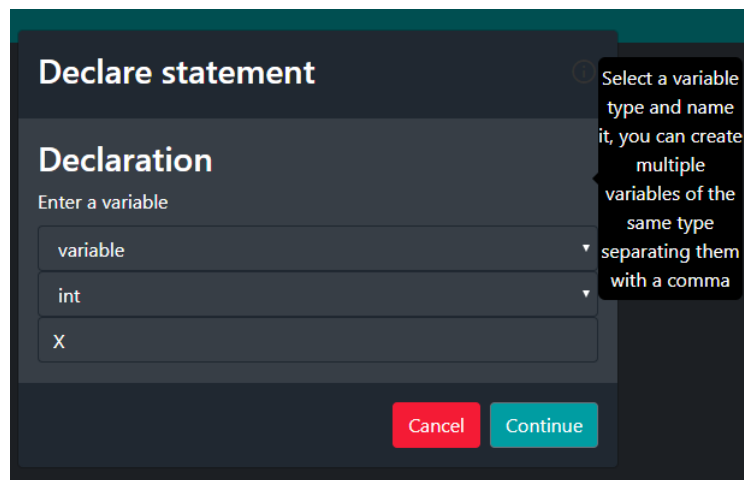 Declare statement
Select a variable
type and name
it, you can create
multiple
variables of the
same type
separating them
with a comma
Declaration
Enter a variable
variable
int
X
Cancel
Continue